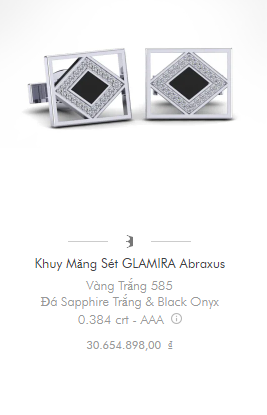 Khuy Măng Sét GLAMIRA Abraxus
Vàng Trắng 585
Đá Sapphire Trắng & Black Onyx
0.384 crt - AAA
30.654.898,00 ₫